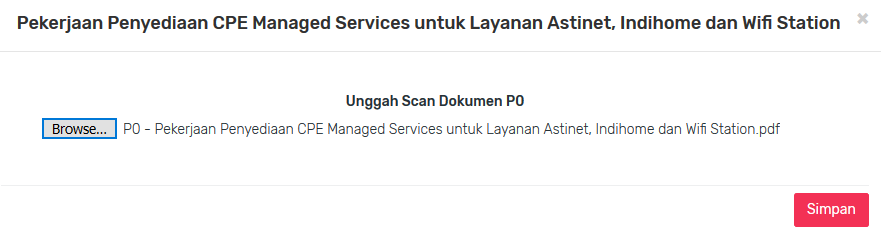 Pekerjaan Penyediaan CPE Managed Services untuk Layanan Astinet, Indihome dan Wifi Station ×
Unggah Scan Dokumen P0
Browse... P0 - Pekerjaan Penyediaan CPE Managed Services untuk Layanan Astinet, Indihome dan Wifi Station.pdf
Simpan